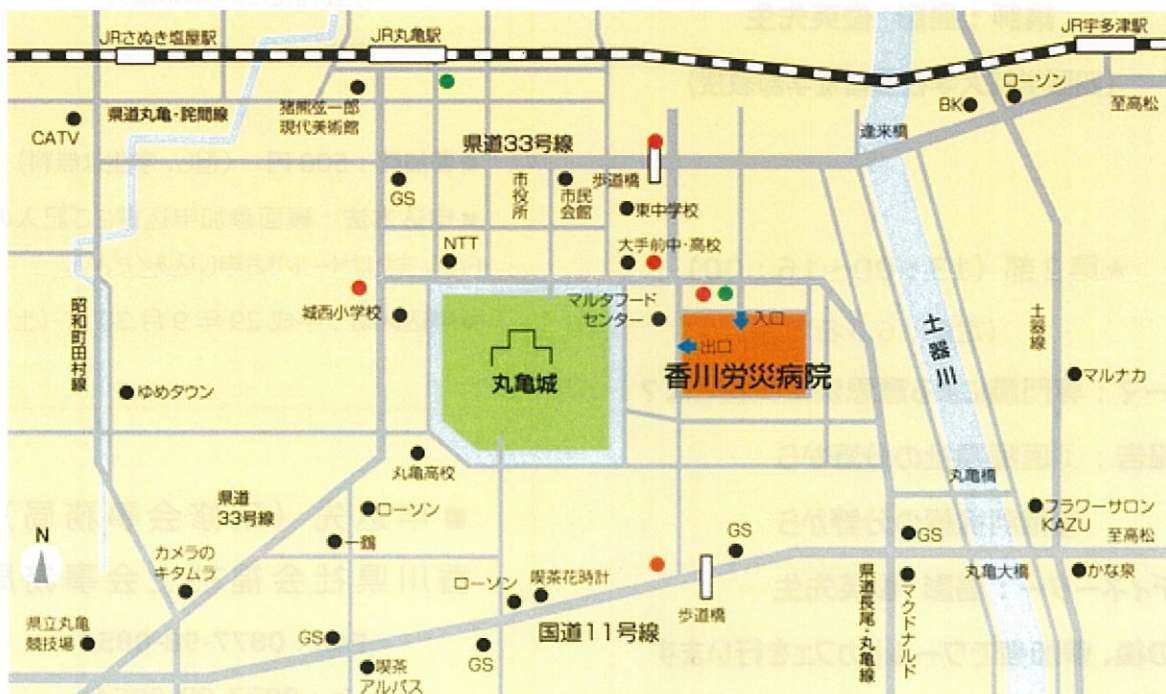 JRさぬき塩屋駅
JR丸亀駅
JR宇多津駅
ローソン
BK
至高松
猪熊弦一郎
現代美術館
県道丸亀・詫間線
CATV
蓬来橋
県道33号線
GS
市役所
市民
会館
歩道橋
東中学校
NTT
大手前中・高校
城西小学校
マルタフード
センター
入口
出口
香川労災病院
丸亀城
土器川
土器線
マルナカ
昭和町田村線
ゆめタウン
丸亀高校
県道
33号線
ローソン
一鶴
丸亀橋
フラワーサロン
KAZU
至高松
GS
GS
N
カメラの
キタムラ
ローソン
喫茶花時計
歩道橋
丸亀大橋
かな泉
県道長尾・丸亀線
マクドナルド
国道11号線
県立丸亀
競技場
GS
GS
喫茶
アルパス